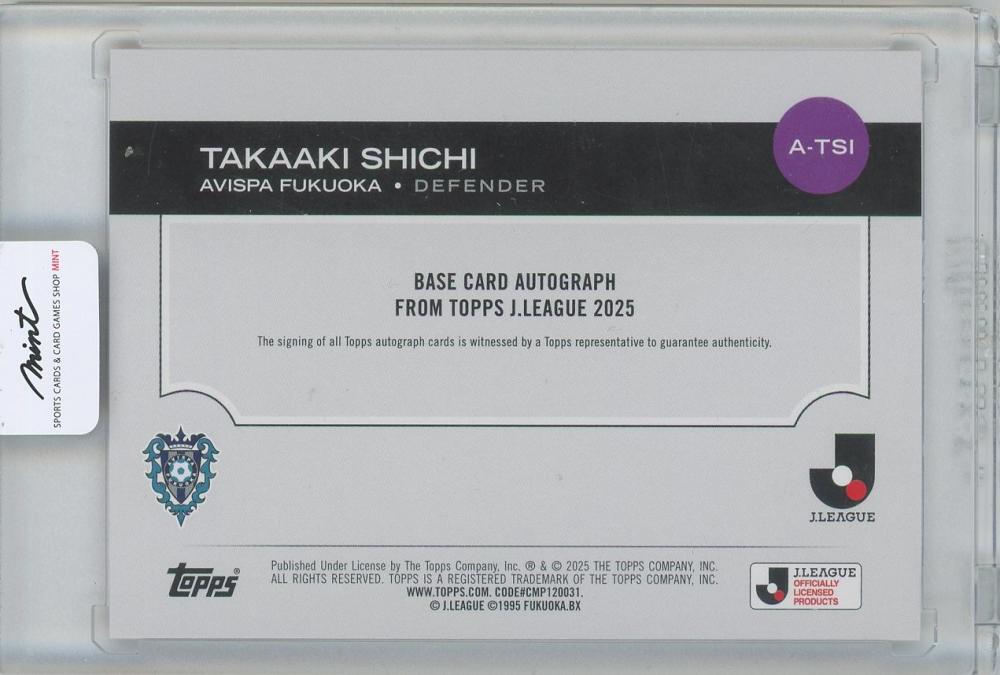 TAKAAKI SHICHI
AVISPA FUKUOKA • DEFENDER
A-TSI
BASE CARD AUTOGRAPH
FROM TOPPS J.LEAGUE 2025
The signing of all Topps autograph cards is witnessed by a Topps representative to guarantee authenticity.
mint
SPORTS CARDS & CARD GAMES SHOP MINT
J.LEAGUE
TOPPS®
Published Under License by The Topps Company, Inc. ® & © 2025 THE TOPPS COMPANY, INC.
ALL RIGHTS RESERVED. TOPPS IS A REGISTERED TRADEMARK OF THE TOPPS COMPANY, INC.
WWW.TOPPS.COM. CODE#CMP120031.
© J.LEAGUE ©1995 FUKUOKA.BX
J.LEAGUE
OFFICIALLY
LICENSED
PRODUCTS